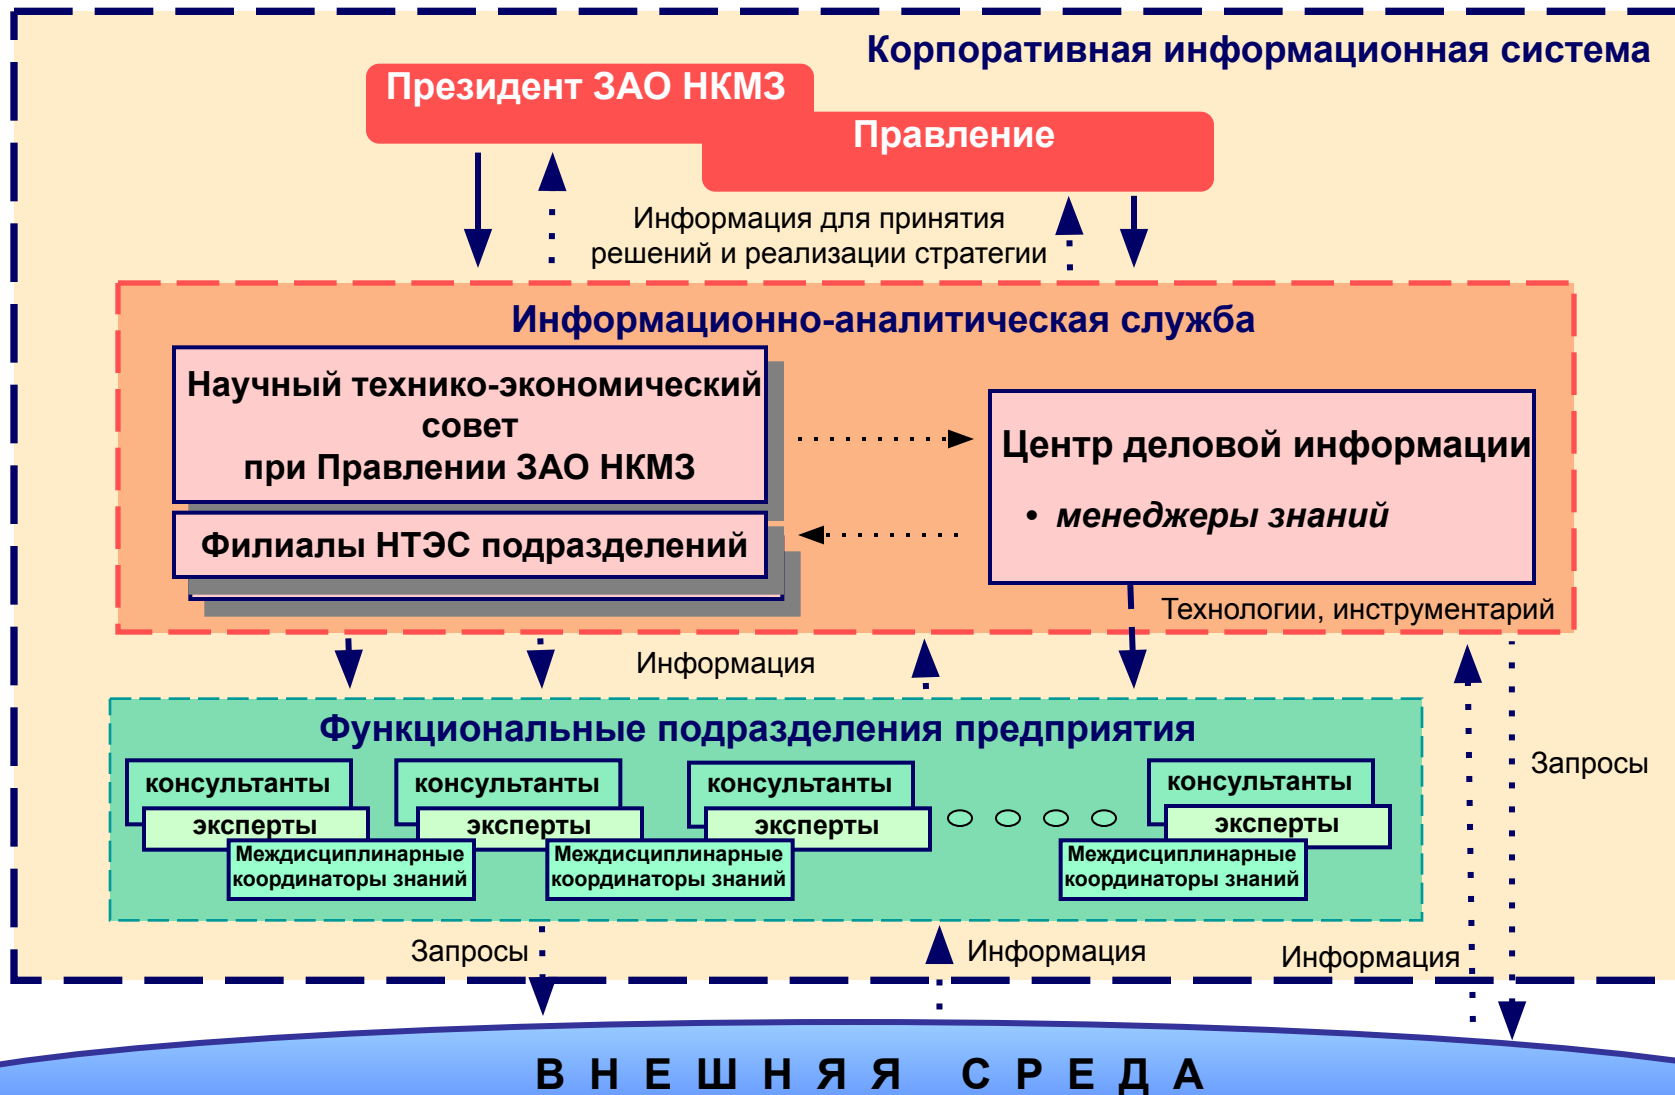 Корпоративная информационная система
Президент ЗАО НКМЗ
Правление
Информация для принятия
решений и реализации стратегии
Информационно-аналитическая служба
Научный технико-экономический
совет
при Правлении ЗАО НКМЗ
Филиалы НТЭС подразделений
Центр деловой информации
• менеджеры знаний
Технологии, инструментарий
Информация
Функциональные подразделения предприятия
консультанты
эксперты
Междисциплинарные
координаторы знаний
консультанты
эксперты
Междисциплинарные
координаторы знаний
консультанты
эксперты
консультанты
эксперты
Междисциплинарные
координаторы знаний
Запросы
Запросы
Информация
Информация
ВНЕШНЯЯ СРЕДА